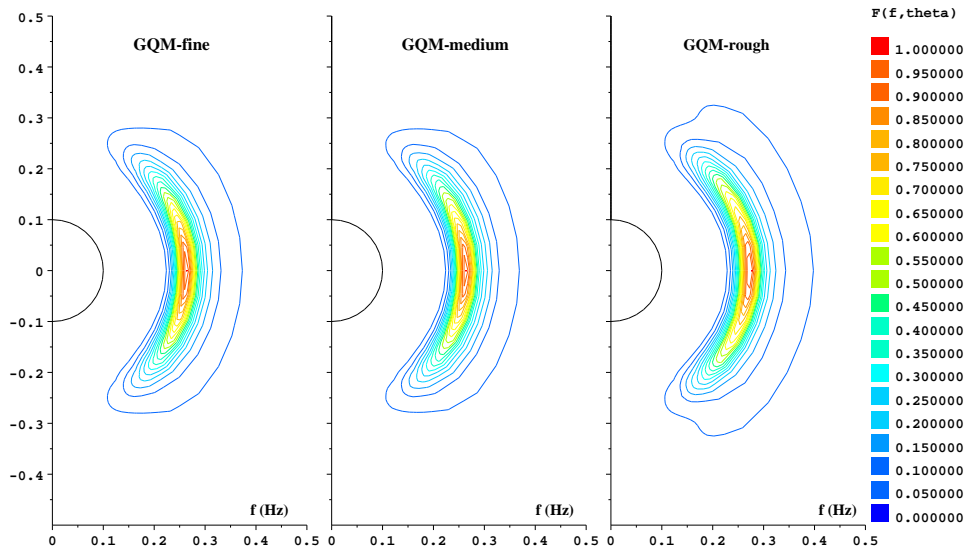 F(f,theta)
0.5
GQM-fine
GQM-medium
GQM-rough
0.4
0.3
0.2
0.1
0
-0.1
-0.2
-0.3
-0.4
f (Hz)
f (Hz)
f (Hz)
0 0.1 0.2 0.3 0.4 0.5
0 0.1 0.2 0.3 0.4 0.5
0 0.1 0.2 0.3 0.4 0.5
1.000000
0.950000
0.900000
0.850000
0.800000
0.750000
0.700000
0.650000
0.600000
0.500000
0.450000
0.400000
0.350000
0.300000
0.250000
0.150000
0.100000
0.050000
0.000000